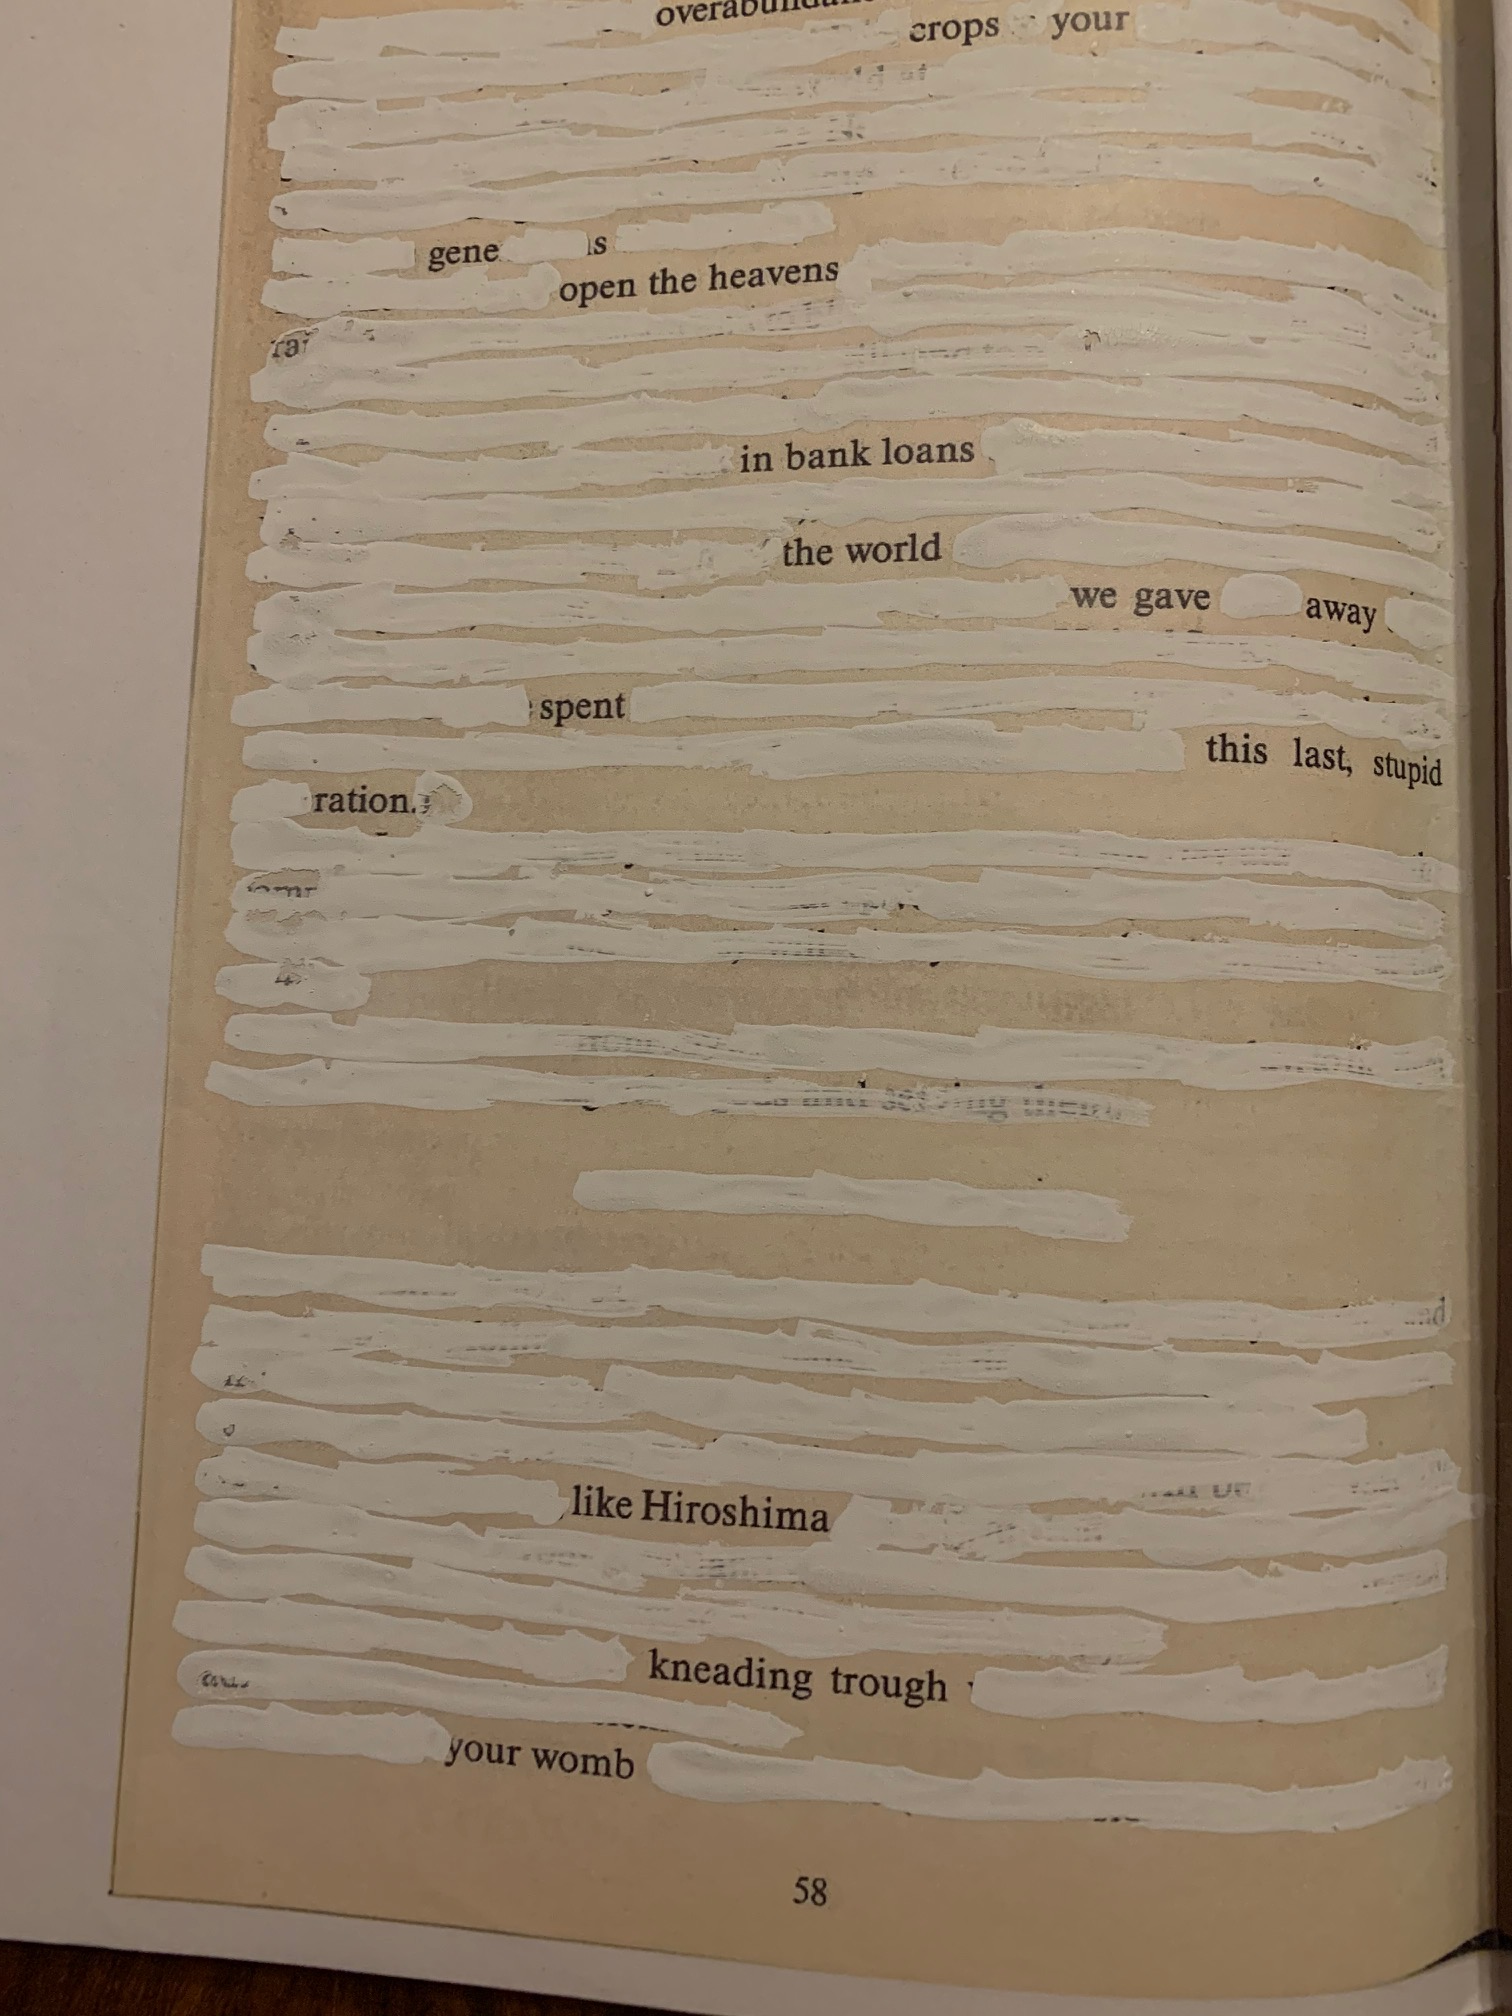 crops your
gene s
open the heavens
in bank loans
the world
we gave away
spent
this last, stupid
ration.
like Hiroshima
kneading trough
your womb
58